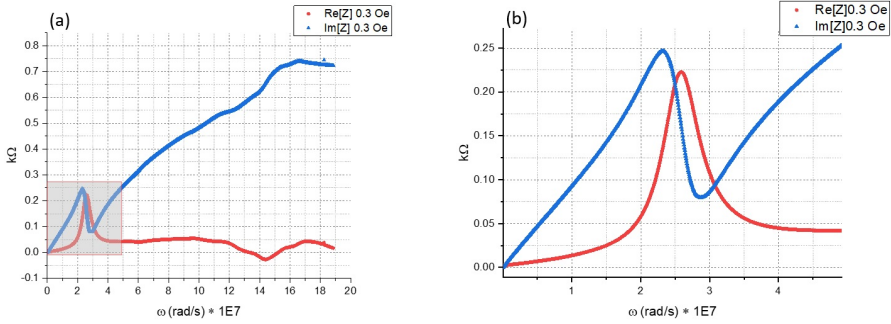 (a)
Re[Z] 0.3 Oe
Im[Z] 0.3 Oe
kΩ
0.8
0.7
0.6
0.5
0.4
0.3
0.2
0.1
0.0
-0.1
0 2 4 6 8 10 12 14 16 18 20
ω (rad/s) * 1E7
(b)
Re[Z] 0.3 Oe
Im[Z]0.3 Oe
kΩ
0.25
0.20
0.15
0.10
0.05
0.00
1 2 3 4
ω (rad/s) * 1E7